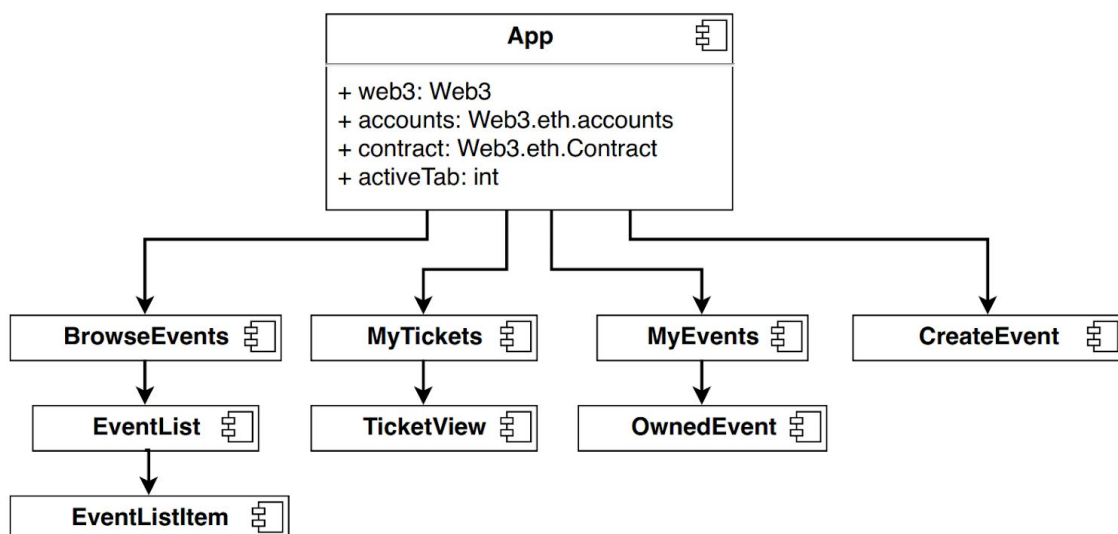 App
+ web3: Web3
+ accounts: Web3.eth.accounts
+ contract: Web3.eth.Contract
+ activeTab: int
BrowseEvents
MyTickets
MyEvents
CreateEvent
EventList
TicketView
OwnedEvent
EventListItem